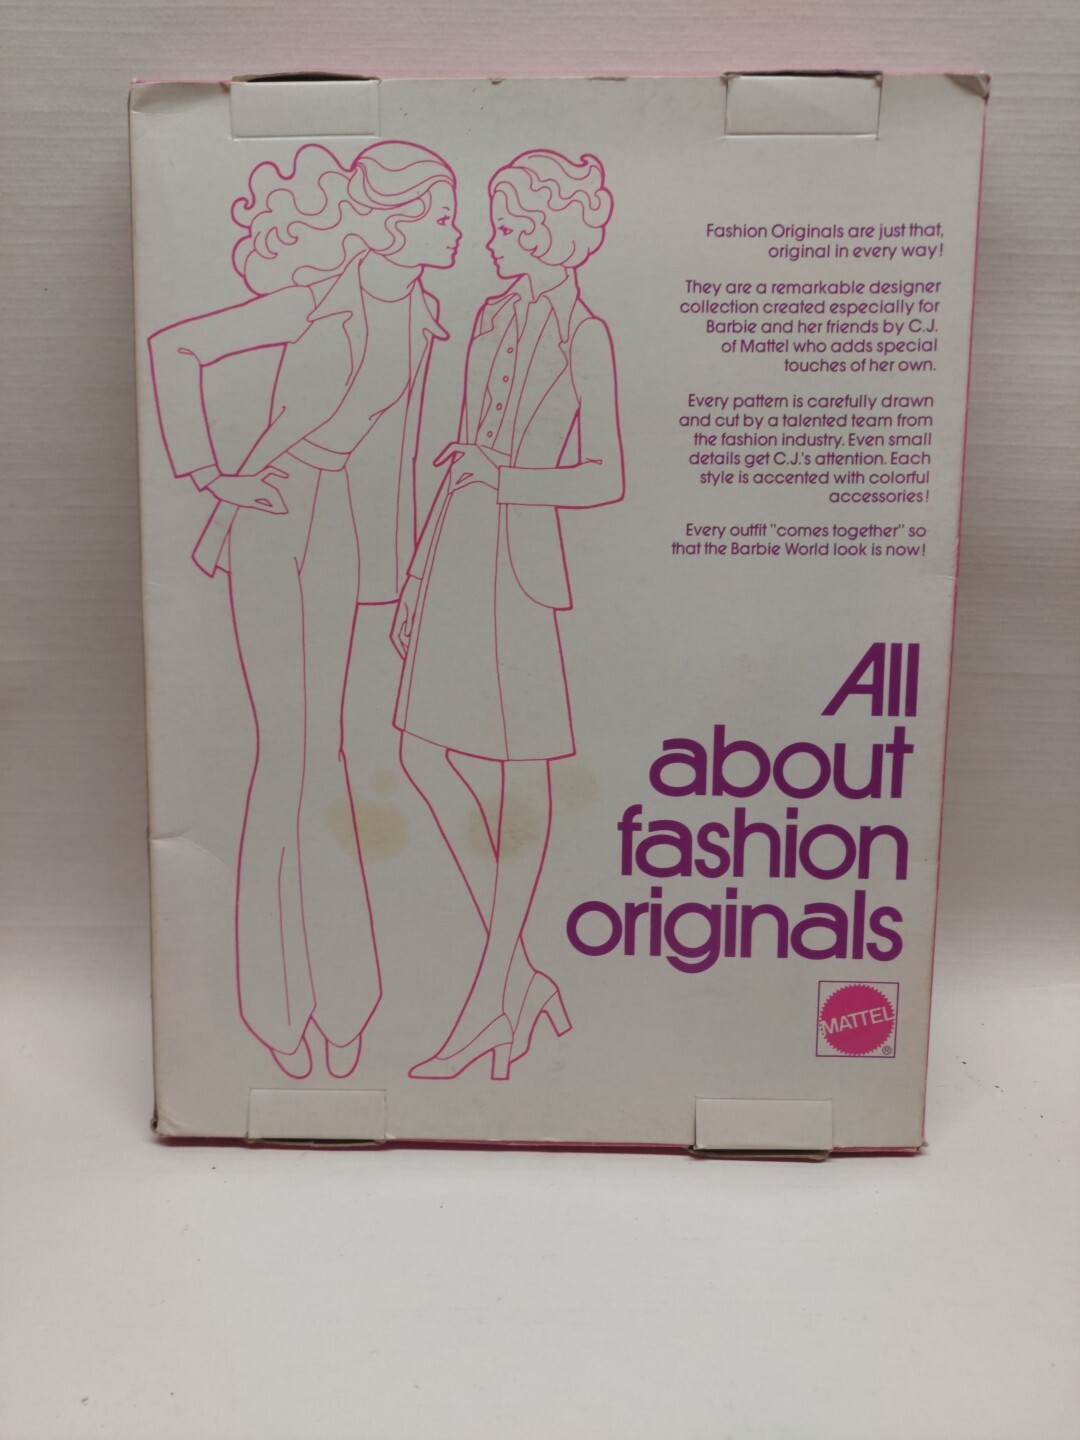 Fashion Originals are just that,
original in every way!
They are a remarkable designer
collection created especially for
Barbie and her friends by C.J.
of Mattel who adds special
touches of her own.
Every pattern is carefully drawn
and cut by a talented team from
the fashion industry. Even small
details get C.J.'s attention. Each
style is accented with colorful
accessories!
Every outfit "comes together" so
that the Barbie World look is now!
All
about
fashion
originals
MATTEL
®